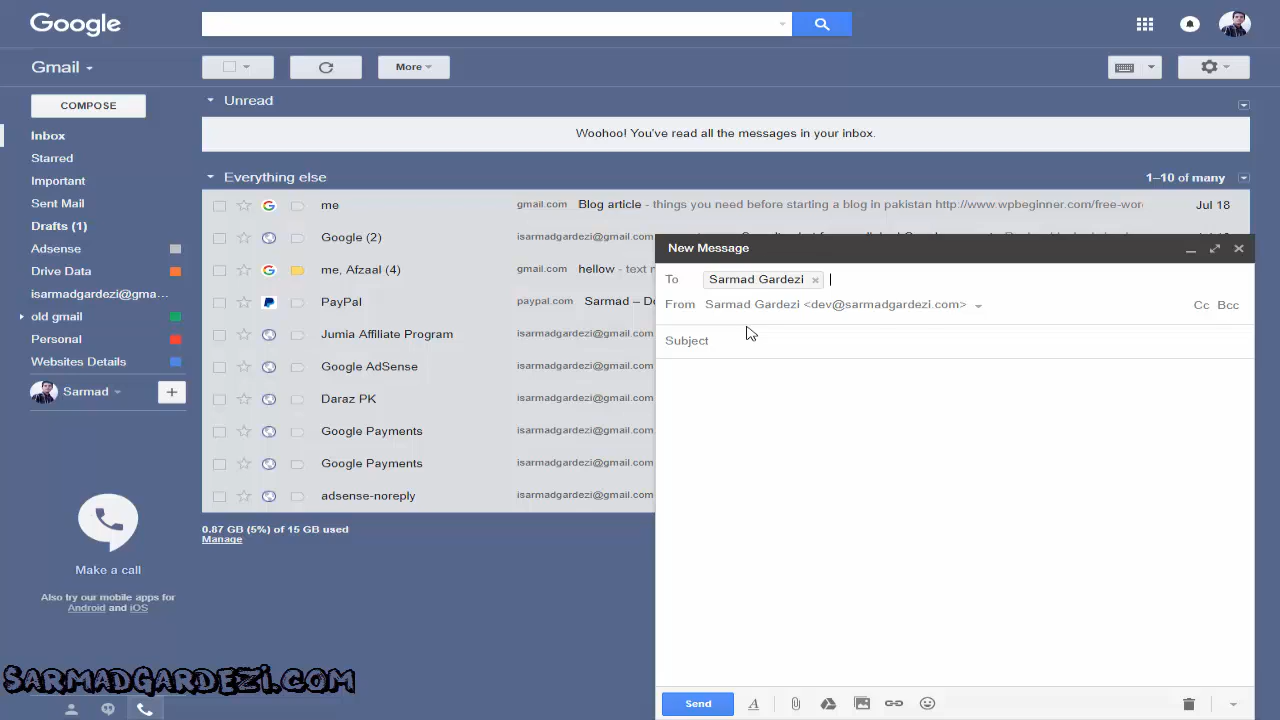 Google
Gmail
More
COMPOSE
Inbox
Starred
Important
Sent Mail
Drafts (1)
Adsense
Drive Data
isarmadgardezi@gma...
old gmail
Personal
Websites Details
Sarmad
+
Make a call
Also try our mobile apps for
Android and iOS
Unread
Woohoo! You've read all the messages in your inbox.
Everything else
1–10 of many
me gmail.com Blog article - things you need before starting a blog in pakistan http://www.wpbeginner.com/free-wor Jul 18
Google (2) isarmadgardezi@gmail.com
me, Afzaal (4) gmail.com hellow - text n
PayPal paypal.com Sarmad – De
Jumia Affiliate Program isarmadgardezi@gmail.com
Google AdSense isarmadgardezi@gmail.com
Daraz PK isarmadgardezi@gmail.com
Google Payments isarmadgardezi@gmail.com
Google Payments isarmadgardezi@gmail.com
adsense-noreply isarmadgardezi@gmail.com
0.87 GB (5%) of 15 GB used
Manage
New Message
To Sarmad Gardezi ×
From Sarmad Gardezi <dev@sarmadgardezi.com> Cc Bcc
Subject
Send
SARMADGARDEZi.COM